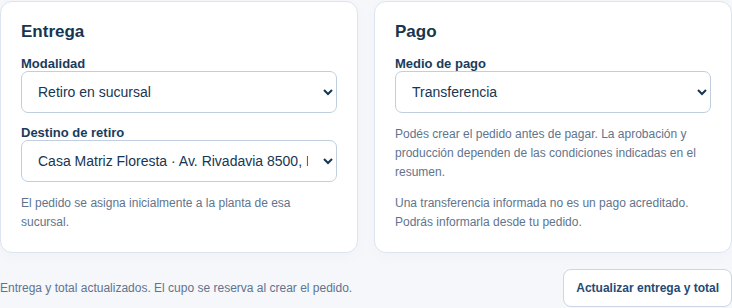 Entrega
Modalidad
Retiro en sucursal
Destino de retiro
Casa Matriz Floresta · Av. Rivadavia 8500,
El pedido se asigna inicialmente a la planta de esa
sucursal.
Pago
Medio de pago
Transferencia
Podés crear el pedido antes de pagar. La aprobación y
producción dependen de las condiciones indicadas en el
resumen.
Una transferencia informada no es un pago acreditado.
Podrás informarla desde tu pedido.
Entrega y total actualizados. El cupo se reserva al crear el pedido.
Actualizar entrega y total